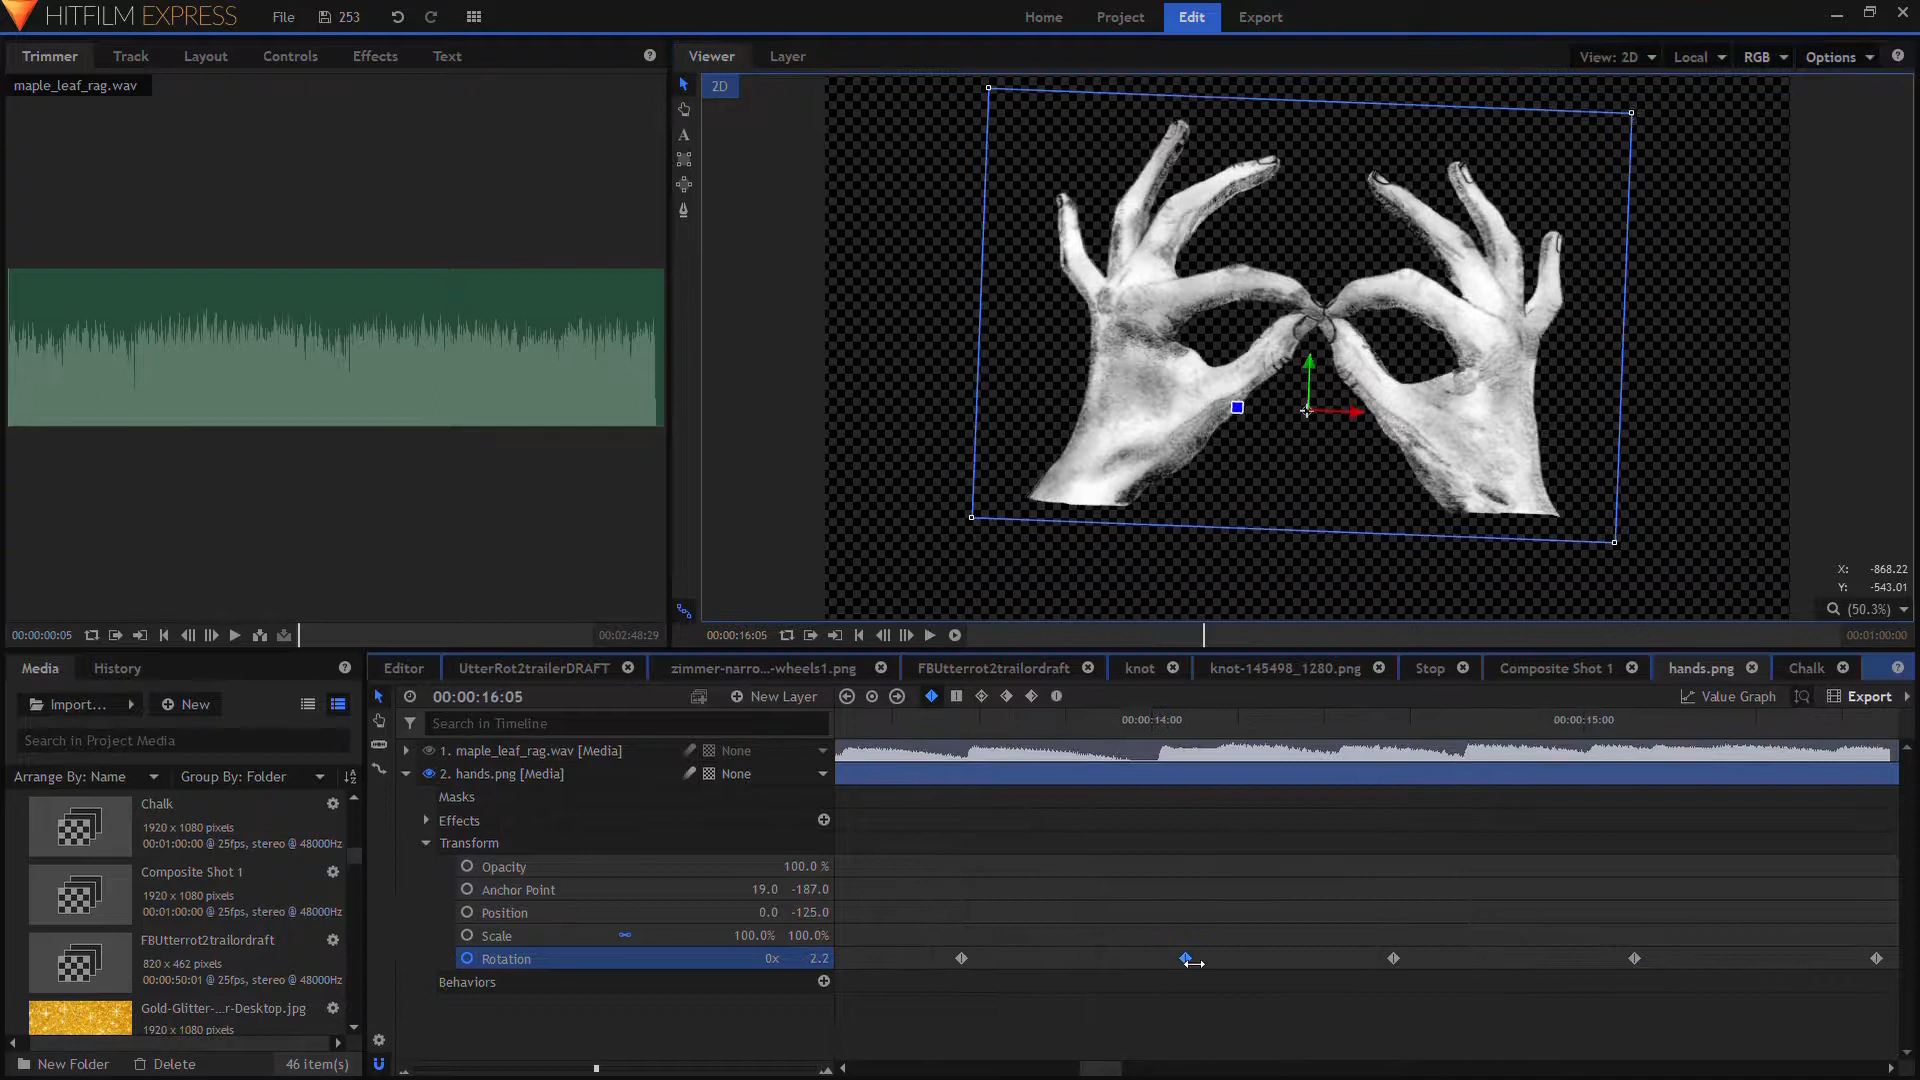 HITFILM EXPRESS File 253 Home Project Edit Export
Trimmer Track Layout Controls Effects Text
maple_leaf_rag.wav
00:00:00:05 00:02:48:29
Viewer Layer View: 2D Local RGB Options
2D
X: -868.22
Y: -543.01
(50.3%)
00:00:16:05 00:01:00:00
Media History
Import... New
Search in Project Media
Arrange By: Name Group By: Folder
Chalk
1920 x 1080 pixels
00:01:00:00 @ 25fps, stereo @ 48000Hz
Composite Shot 1
1920 x 1080 pixels
00:01:00:00 @ 25fps, stereo @ 48000Hz
FBUtterrot2trailordraft
820 x 462 pixels
00:00:50:01 @ 25fps, stereo @ 48000Hz
Gold-Glitter-...r-Desktop.jpg
1920 x 1080 pixels
New Folder Delete 46 item(s)
Editor UtterRot2trailerDRAFT zimmer-narro...-wheels1.png FBUtterrot2trailordraft knot knot-145498_1280.png Stop Composite Shot 1 hands.png Chalk
00:00:16:05 New Layer Value Graph Export
Search in Timeline 00:00:14:00 00:00:15:00
1. maple_leaf_rag.wav [Media] None
2. hands.png [Media] None
Masks
Effects
Transform
Opacity 100.0 %
Anchor Point 19.0 -187.0
Position 0.0 -125.0
Scale 100.0% 100.0%
Rotation 0x 2.2
Behaviors